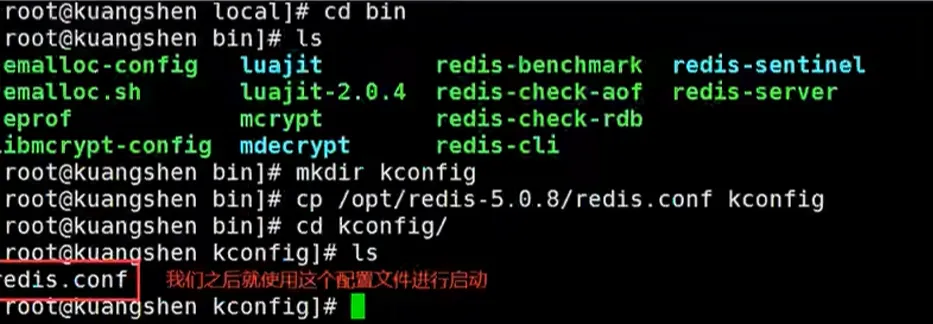 root@kuangshen local]# cd bin
root@kuangshen bin]# ls
emalloc-config luajit redis-benchmark redis-sentinel
emalloc.sh luajit-2.0.4 redis-check-aof redis-server
eprof mcrypt redis-check-rdb
libmcrypt-config mdecrypt redis-cli
root@kuangshen bin]# mkdir kconfig
root@kuangshen bin]# cp /opt/redis-5.0.8/redis.conf kconfig
root@kuangshen bin]# cd kconfig/
root@kuangshen kconfig]# ls
redis.conf 我们之后就使用这个配置文件进行启动
root@kuangshen kconfig]#